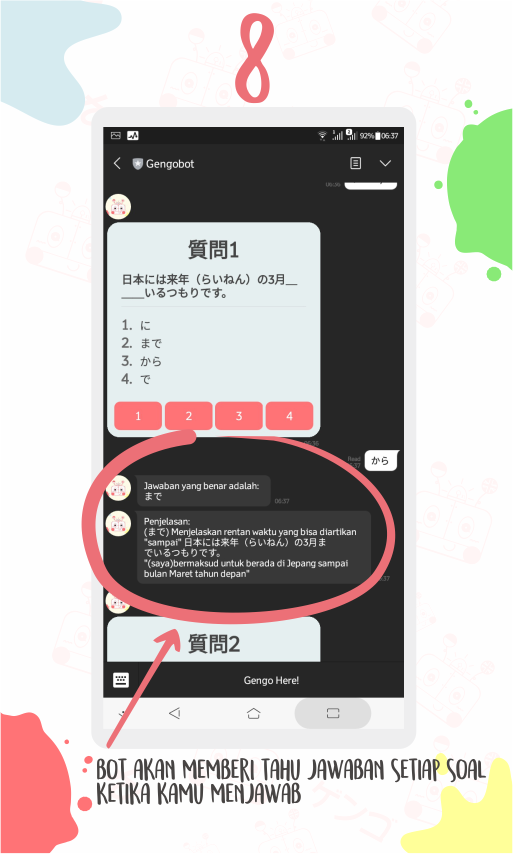 8
92% 06:37
Gengobot
06:36
質問1
日本には来年（らいねん）の3月__
____いるつもりです。
1. に
2. まで
3. から
4. で
1 2 3 4
06:36
Read
から
Jawaban yang benar adalah:
まで
06:37
Penjelasan:
(まで) Menjelaskan rentan waktu yang bisa diartikan
"sampai" 日本には来年（らいねん）の3月ま
でいるつもりです。
"(saya)bermaksud untuk berada di Jepang sampai
bulan Maret tahun depan"
質問2
Gengo Here!
BOT AKAN MEMBERI TAHU JAWABAN SETIAP SOAL
KETIKA KAMU MENJAWAB